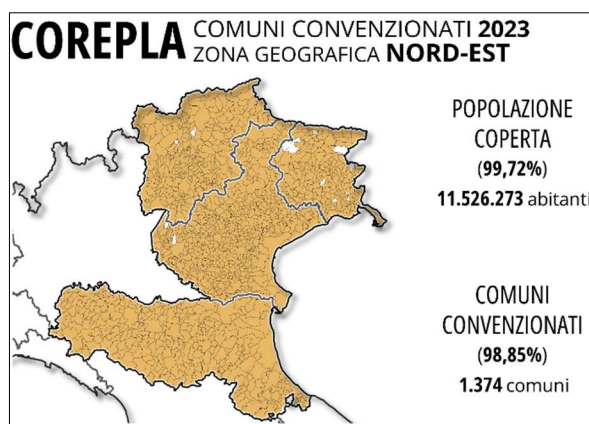 COREPLA COMUNI CONVENZIONATI 2023
ZONA GEOGRAFICA NORD-EST
POPOLAZIONE
COPERTA
(99,72%)
11.526.273 abitanti
COMUNI
CONVENZIONATI
(98,85%)
1.374 comuni